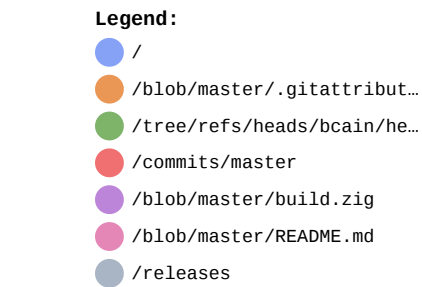 Legend:
/
/blob/master/.gitattribut…
/tree/refs/heads/bcain/he…
/commits/master
/blob/master/build.zig
/blob/master/README.md
/releases